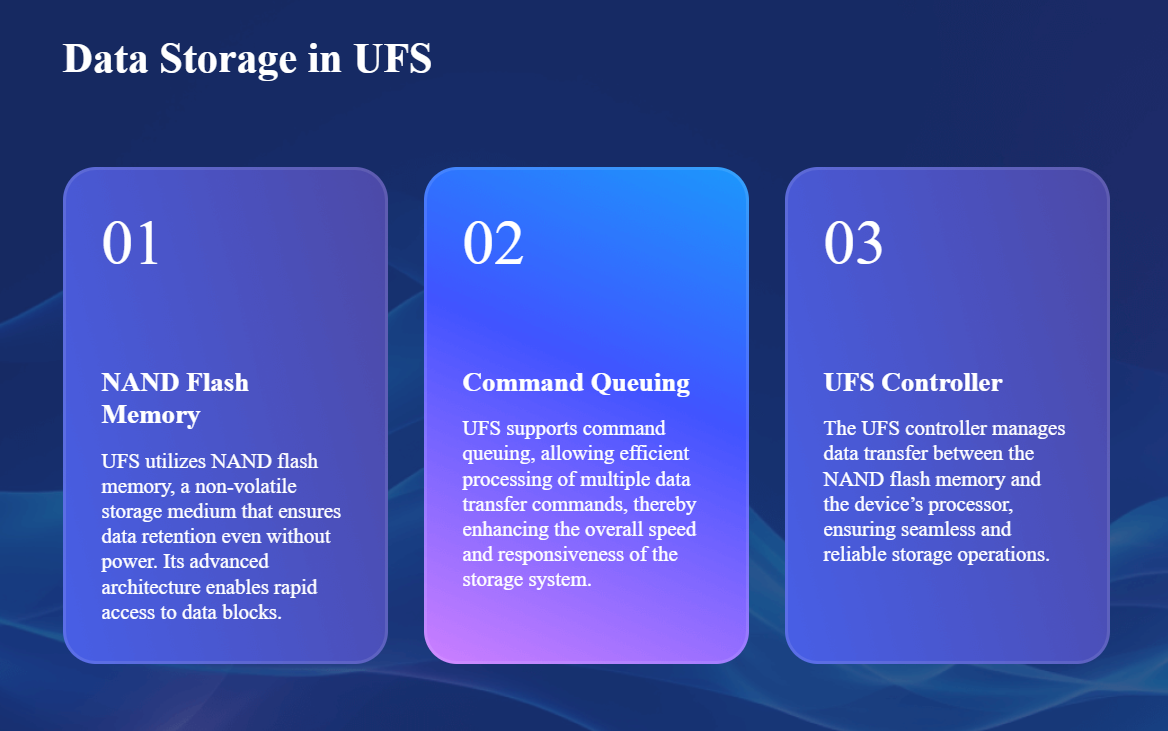 Data Storage in UFS
01
NAND Flash
Memory
UFS utilizes NAND flash
memory, a non-volatile
storage medium that ensures
data retention even without
power. Its advanced
architecture enables rapid
access to data blocks.
02
Command Queuing
UFS supports command
queuing, allowing efficient
processing of multiple data
transfer commands, thereby
enhancing the overall speed
and responsiveness of the
storage system.
03
UFS Controller
The UFS controller manages
data transfer between the
NAND flash memory and
the device’s processor,
ensuring seamless and
reliable storage operations.